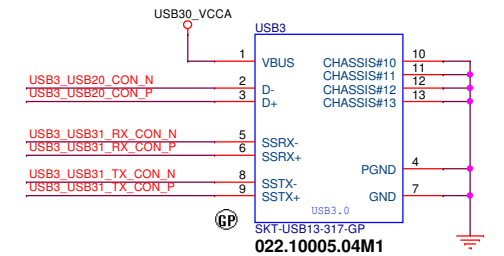 USB30_VCCA
USB3
1 VBUS CHASSIS#10 10
CHASSIS#11 11
USB3_USB20_CON_N 2 D- CHASSIS#12 12
USB3_USB20_CON_P 3 D+ CHASSIS#13 13
USB3_USB31_RX_CON_N 5 SSRX-
USB3_USB31_RX_CON_P 6 SSRX+
PGND 4
USB3_USB31_TX_CON_N 8 SSTX-
USB3_USB31_TX_CON_P 9 SSTX+ GND 7
USB3.0
GP
SKT-USB13-317-GP
022.10005.04M1